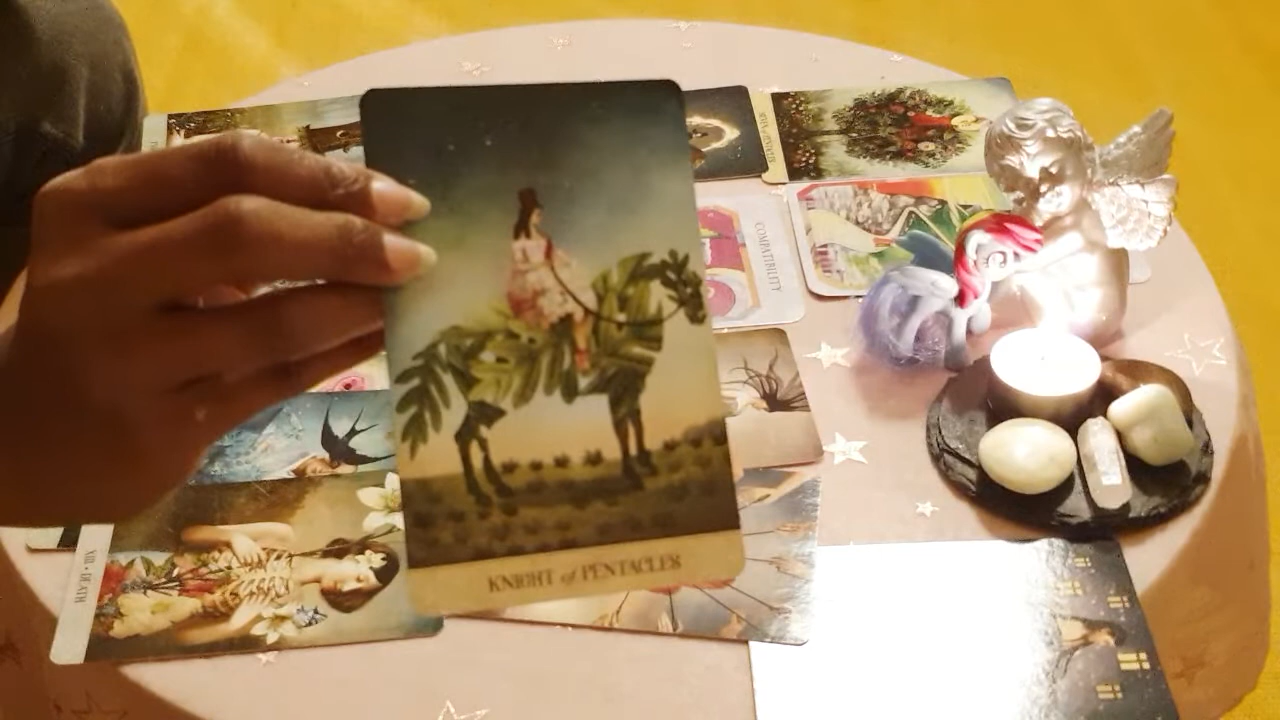 COMPATIBILITY
KNIGHT of PENTACLES
XIII • DEATH